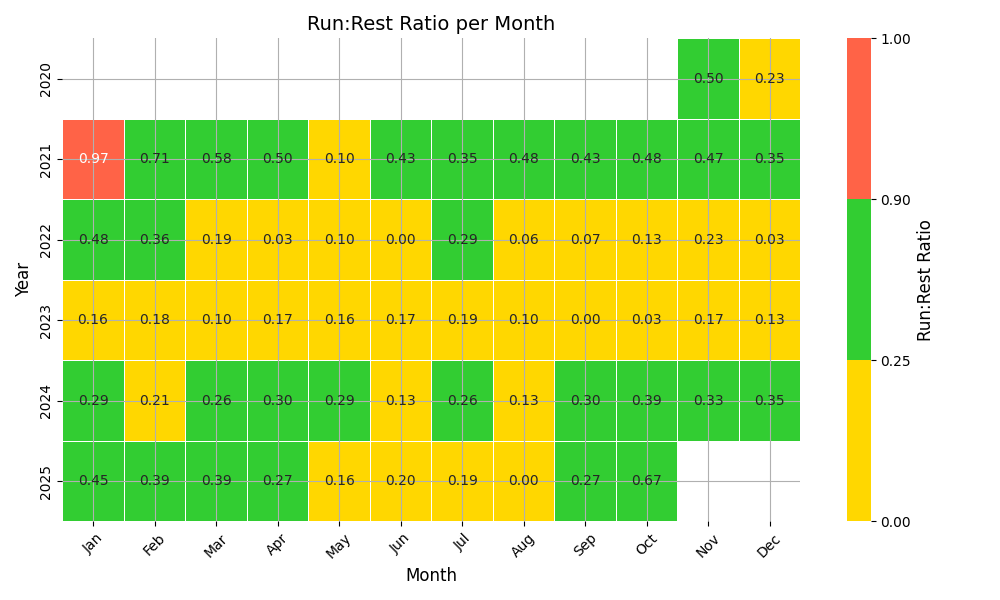 Run:Rest Ratio per Month
2020 0.50 0.23
2021 0.97 0.71 0.58 0.50 0.10 0.43 0.35 0.48 0.43 0.48 0.47 0.35
2022 0.48 0.36 0.19 0.03 0.10 0.00 0.29 0.06 0.07 0.13 0.23 0.03
2023 0.16 0.18 0.10 0.17 0.16 0.17 0.19 0.10 0.00 0.03 0.17 0.13
2024 0.29 0.21 0.26 0.30 0.29 0.13 0.26 0.13 0.30 0.39 0.33 0.35
2025 0.45 0.39 0.39 0.27 0.16 0.20 0.19 0.00 0.27 0.67
Jan Feb Mar Apr May Jun Jul Aug Sep Oct Nov Dec
Month
Year
1.00
0.90
0.25
0.00
Run:Rest Ratio